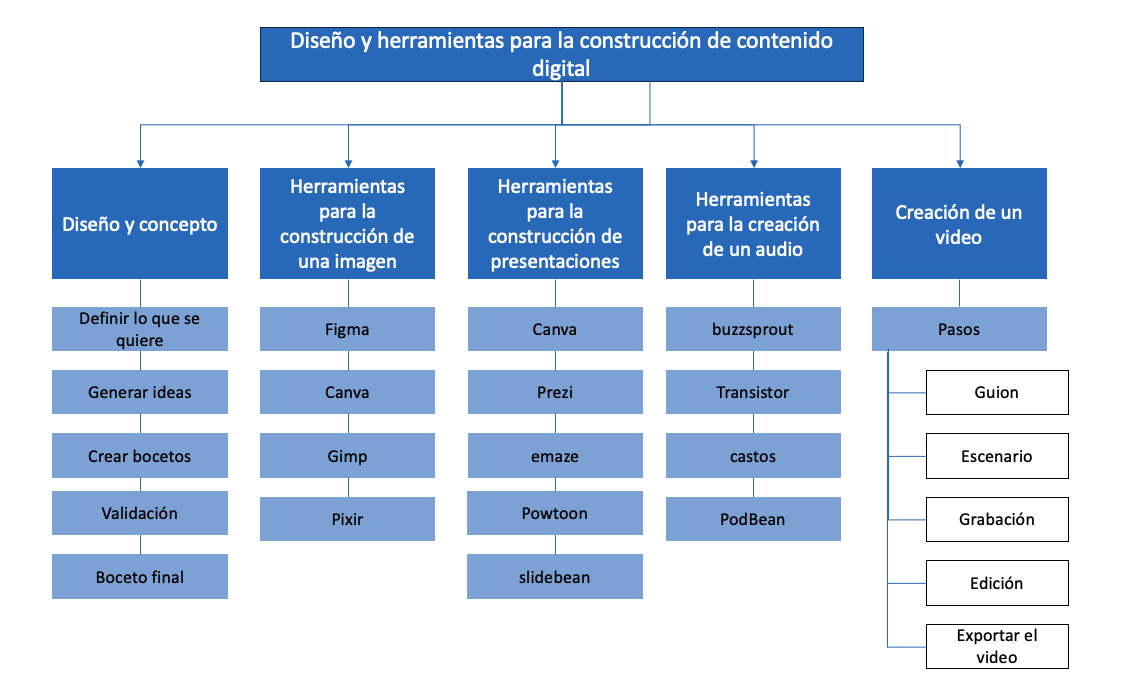 Diseño y herramientas para la construcción de contenido
digital
Diseño y concepto
Definir lo que se
quiere
Generar ideas
Crear bocetos
Validación
Boceto final
Herramientas
para la
construcción de
una imagen
Figma
Canva
Gimp
Pixir
Herramientas
para la
construcción de
presentaciones
Canva
Prezi
emaze
Powtoon
slidebean
Herramientas
para la creación
de un audio
buzzsprout
Transistor
castos
PodBean
Creación de un
video
Pasos
Guion
Escenario
Grabación
Edición
Exportar el
video